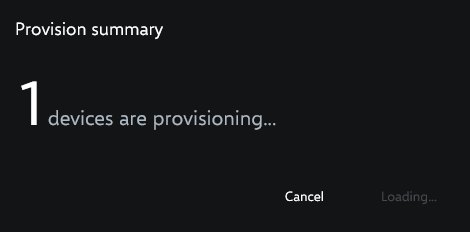 Provision summary
1 devices are provisioning...
Cancel Loading...